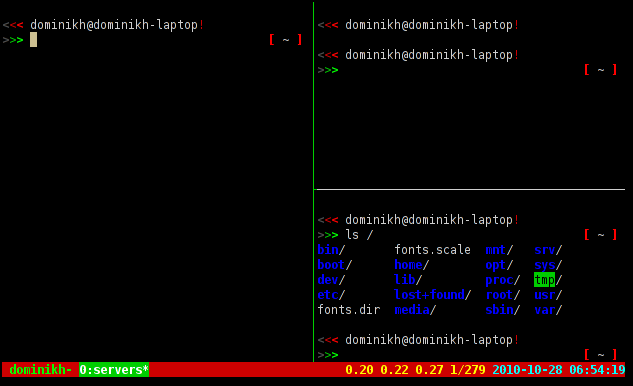 <<< dominikh@dominikh-laptop!
>>> [ ~ ]
<<< dominikh@dominikh-laptop!
<<< dominikh@dominikh-laptop!
>>> [ ~ ]
<<< dominikh@dominikh-laptop!
>>> ls / [ ~ ]
bin/ fonts.scale mnt/ srv/
boot/ home/ opt/ sys/
dev/ lib/ proc/ tmp/
etc/ lost+found/ root/ usr/
fonts.dir media/ sbin/ var/
<<< dominikh@dominikh-laptop!
>>> [ ~ ]
dominikh- 0:servers* 0.20 0.22 0.27 1/279 2010-10-28 06:54:19